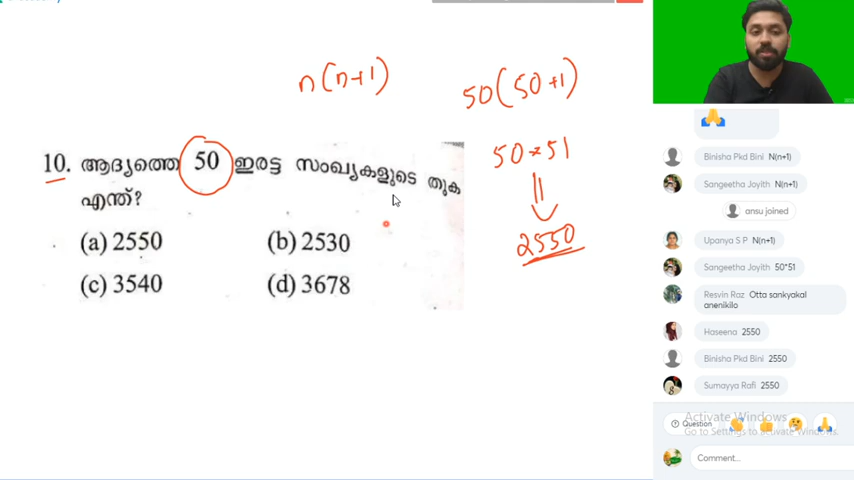 n(n+1)
50(50+1)
10. ആദ്യത്തെ 50 ഇരട്ട സംഖ്യകളുടെ തുക
എന്ത്?
(a) 2550
(b) 2530
(c) 3540
(d) 3678
50×51
2550
Binisha Pkd Bini N(n+1)
Sangeetha Joyith N(n+1)
ansu joined
Upanya S P N(n+1)
Sangeetha Joyith 50*51
Resvin Raz Otta sankyakal
anenikilo
Haseena 2550
Binisha Pkd Bini 2550
Sumayya Rafi 2550
Activate Windows
Question
Go to Settings to activate Windows.
Comment...